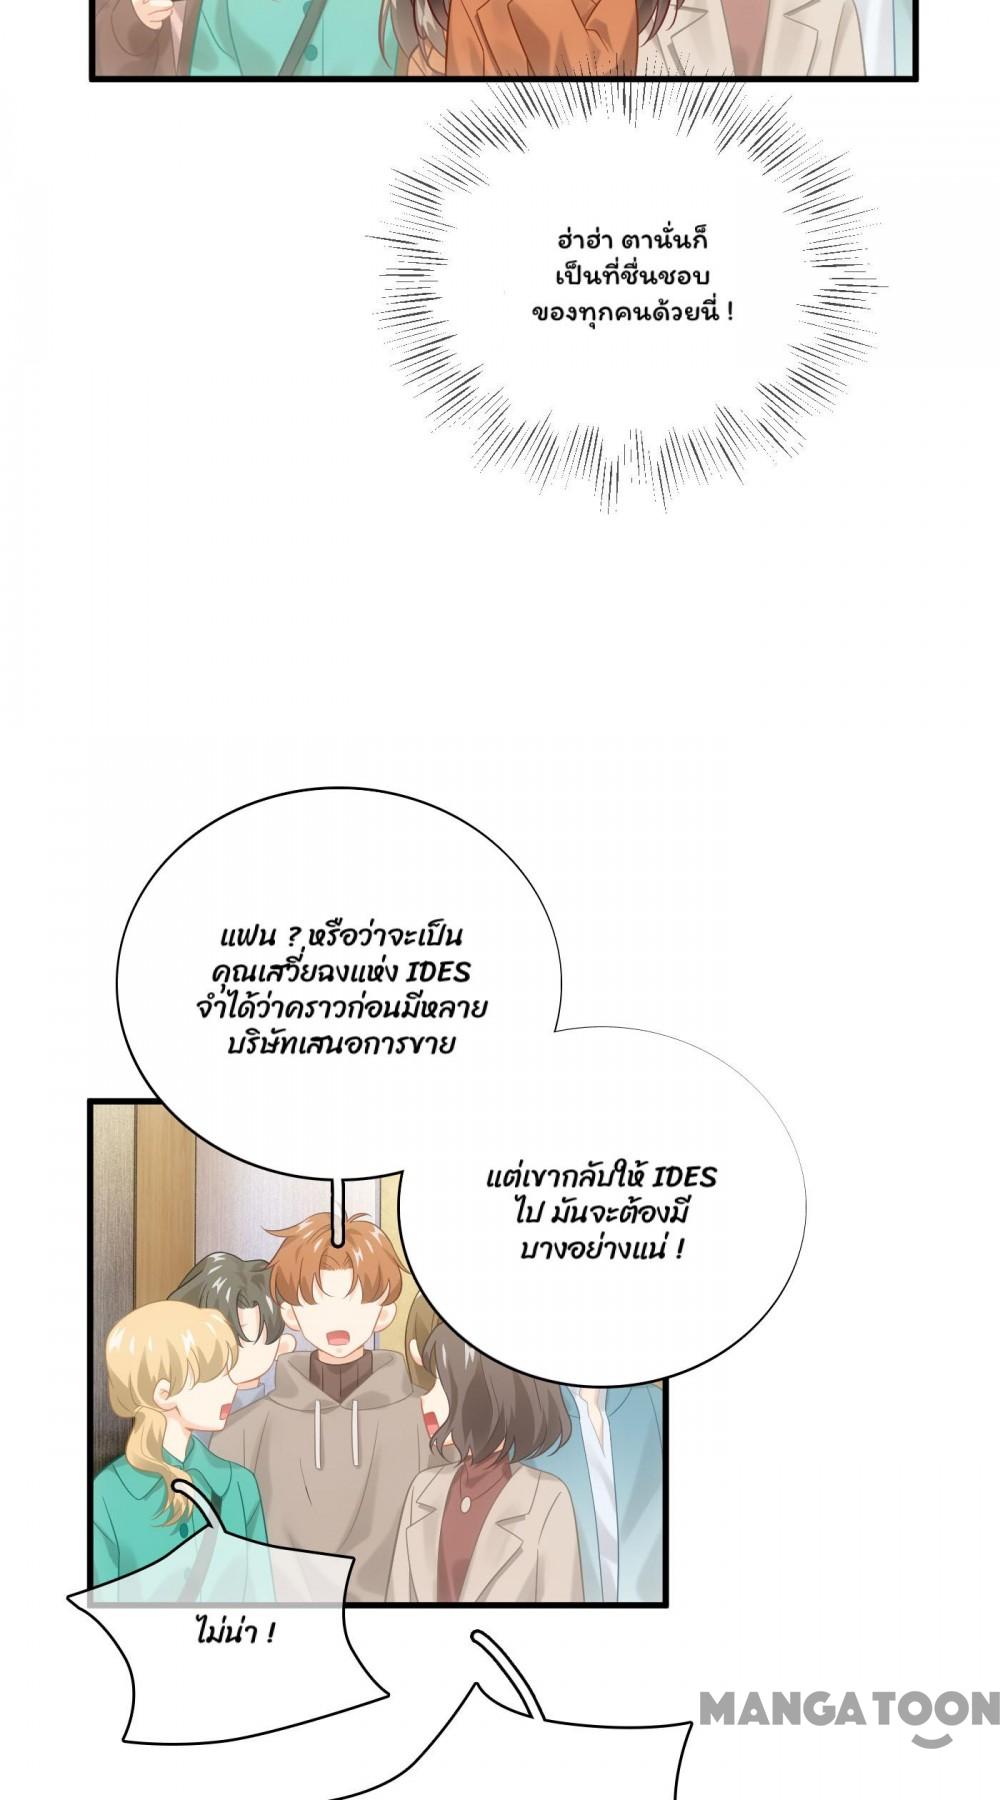 ฮ่าฮ่า ตานั่นก็
เป็นที่ชื่นชอบ
ของทุกคนด้วยนี่ !
แฟน ? หรือว่าจะเป็น
คุณเสวี่ยฉงแห่ง IDES
จำได้ว่าคราวก่อนมีหลาย
บริษัทเสนอการขาย
แต่เขากลับให้ IDES
ไป มันจะต้องมี
บางอย่างแน่ !
ไม่น่า !
MANGATOON